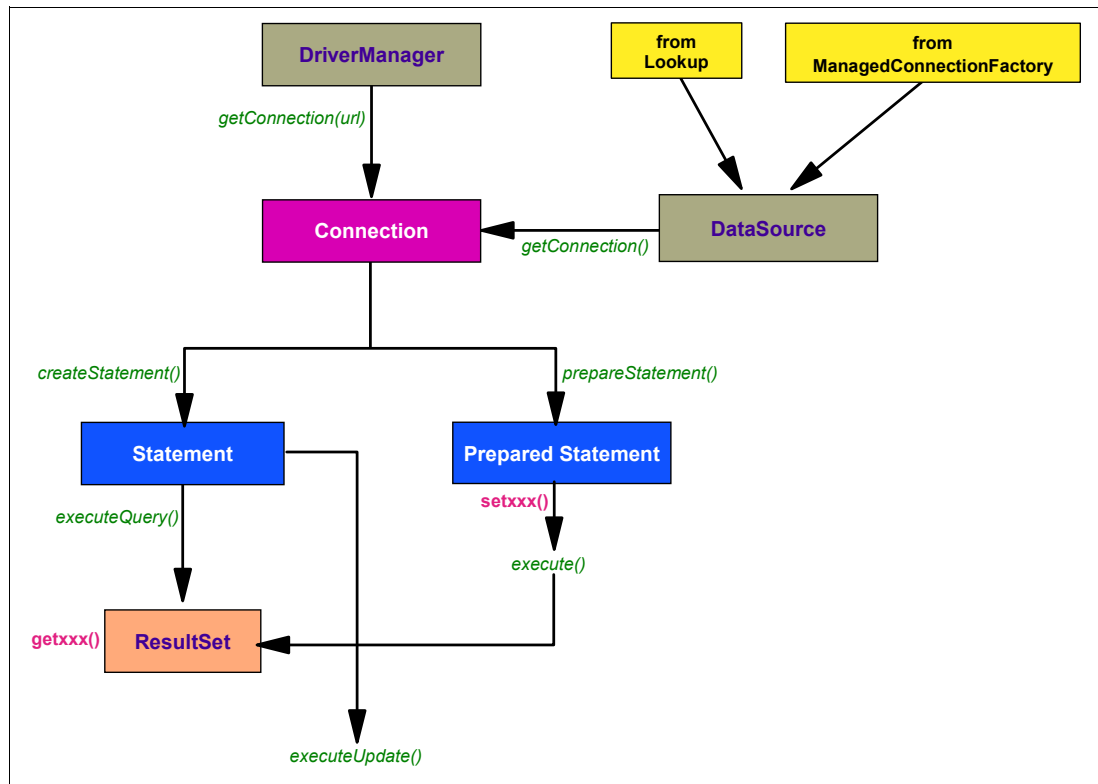 DriverManager
from
Lookup
from
ManagedConnectionFactory
getConnection(url)
Connection
DataSource
getConnection()
createStatement()
prepareStatement()
Statement
Prepared Statement
setxxx()
executeQuery()
execute()
getxxx()
ResultSet
executeUpdate()